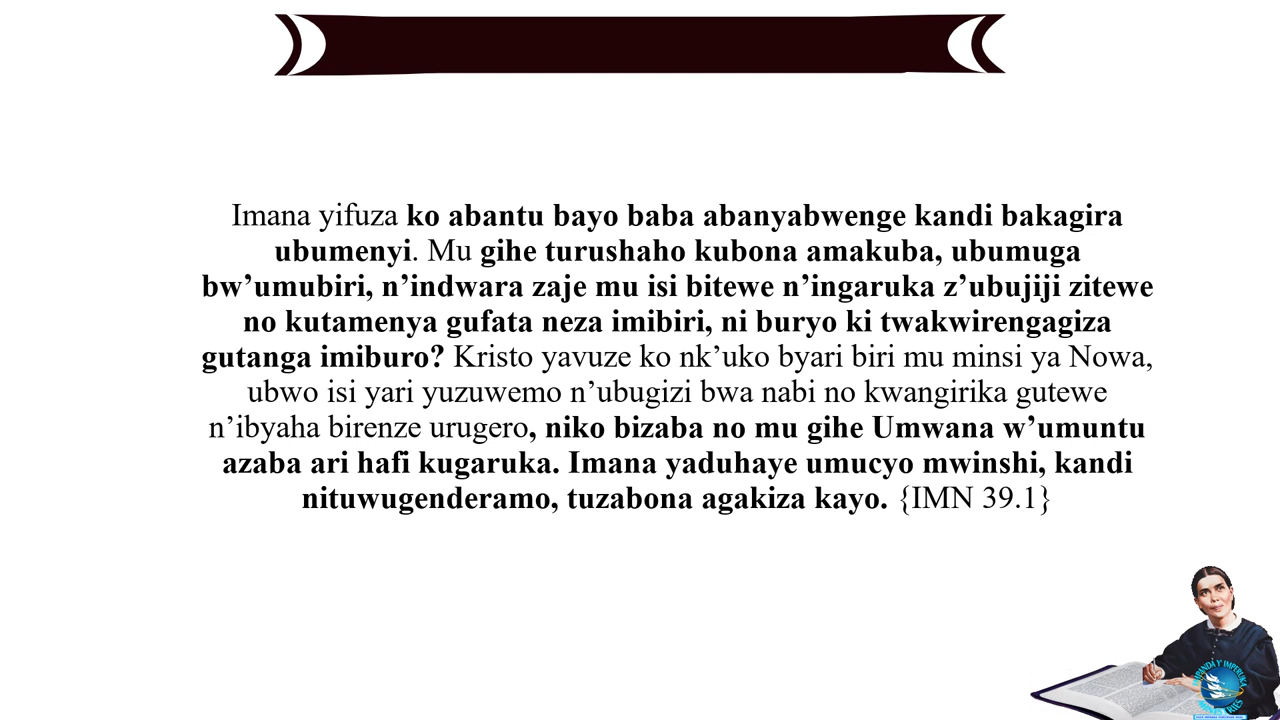 Imana yifuza ko abantu bayo baba abanyabwenge kandi bakagira
ubumenyi. Mu gihe turushaho kubona amakuba, ubumuga
bw’umubiri, n’indwara zaje mu isi bitewe n’ingaruka z’ubujiji zitewe
no kutamenya gufata neza imibiri, ni buryo ki twakwirengagiza
gutanga imiburo? Kristo yavuze ko nk’uko byari biri mu minsi ya Nowa,
ubwo isi yari yuzuwemo n’ubugizi bwa nabi no kwangirika gutewe
n’ibyaha birenze urugero, niko bizaba no mu gihe Umwana w’umuntu
azaba ari hafi kugaruka. Imana yaduhaye umucyo mwinshi, kandi
nituwugenderamo, tuzabona agakiza kayo. {IMN 39.1}